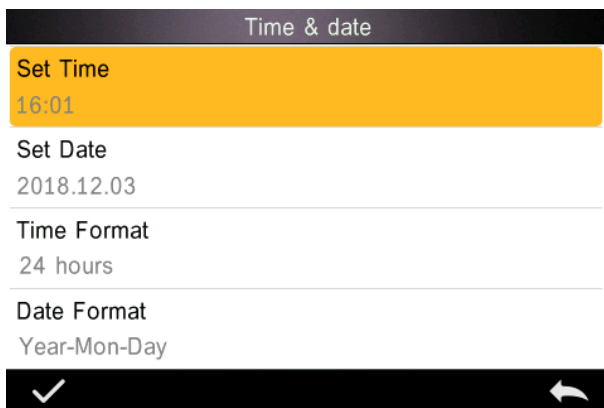 Time & date
Set Time
16:01
Set Date
2018.12.03
Time Format
24 hours
Date Format
Year-Mon-Day